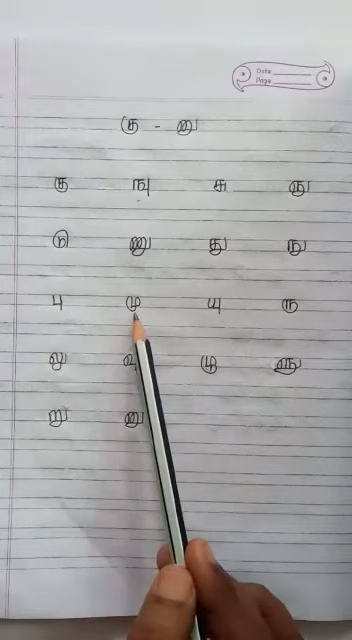 Date
Page
கு - னு
கு ஙு சு ஞு
டு ணு து நு
பு மு யு ரு
லு வு ழு ளு
று னு